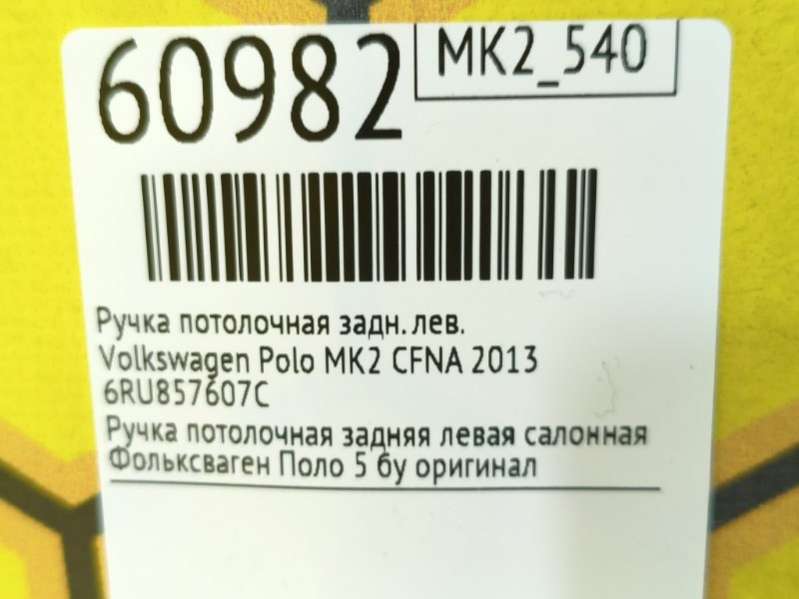 60982
MK2_540
Ручка потолочная задн.лев.
Volkswagen Polo MK2 CFNA 2013
6RU857607C
Ручка потолочная задняя левая салонная
Фольксваген Поло 5 бу оригинал